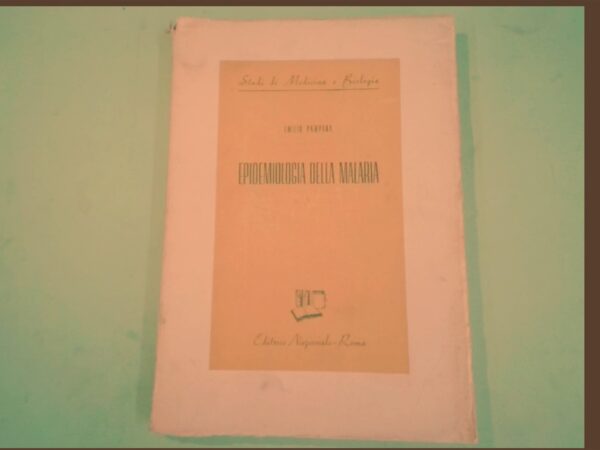 Studi di Medicina e Biologia
EMILIO PAMPANA
EPIDEMIOLOGIA DELLA MALARIA
Editrice Nazionale - Roma